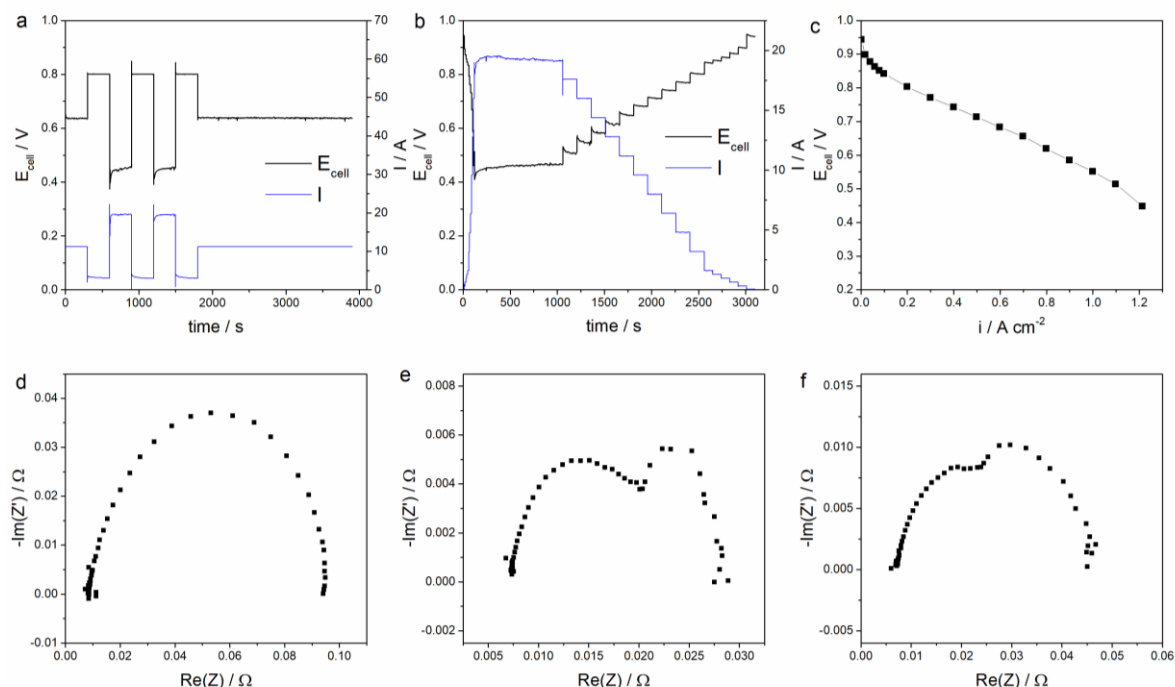 a
1.0
0.8
0.6
0.4
0.2
0.0
E_cell / V
70
60
50
40
30
20
10
0
I / A
E_cell
I
0 1000 2000 3000 4000
time / s
b
1.0
0.8
0.6
0.4
0.2
0.0
E_cell / V
20
15
10
5
0
I / A
E_cell
I
0 500 1000 1500 2000 2500 3000
time / s
c
1.0
0.9
0.8
0.7
0.6
0.5
0.4
0.3
0.2
E_cell / V
0.0 0.2 0.4 0.6 0.8 1.0 1.2
i / A cm⁻²
d
0.04
0.03
0.02
0.01
0.00
-0.01
-Im(Z') / Ω
0.00 0.02 0.04 0.06 0.08 0.10
Re(Z) / Ω
e
0.008
0.006
0.004
0.002
0.000
-0.002
-Im(Z') / Ω
0.005 0.010 0.015 0.020 0.025 0.030
Re(Z) / Ω
f
0.015
0.010
0.005
0.000
-0.005
-Im(Z') / Ω
0.00 0.01 0.02 0.03 0.04 0.05 0.06
Re(Z) / Ω